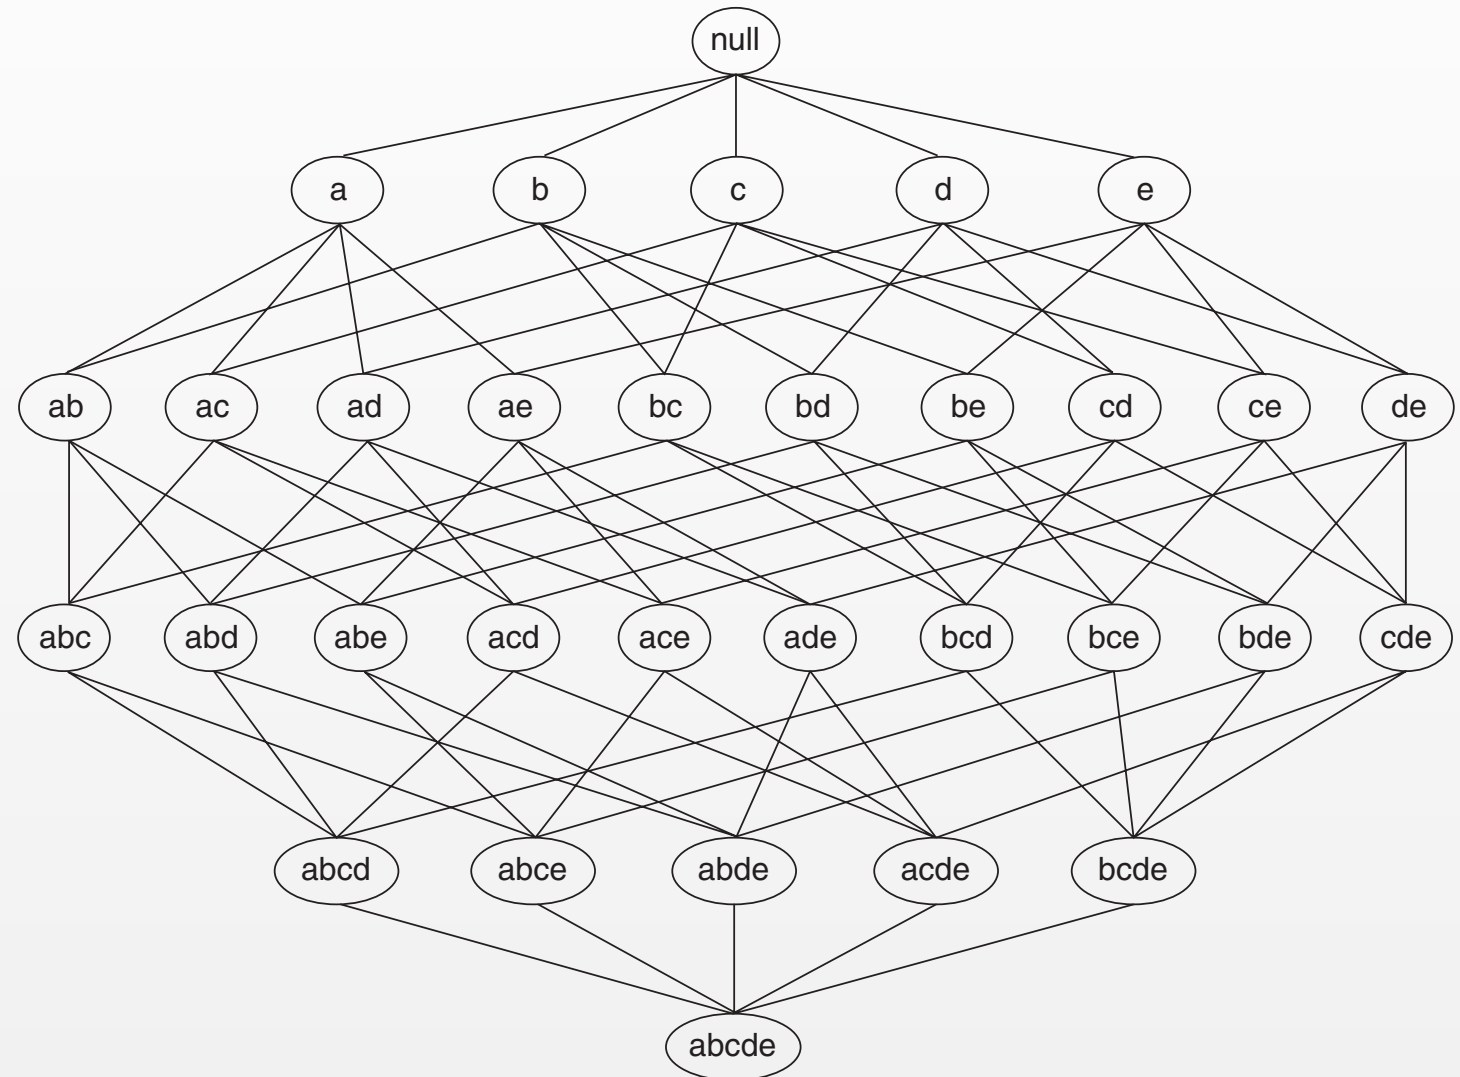 null
a b c d e
ab ac ad ae bc bd be cd ce de
abc abd abe acd ace ade bcd bce bde cde
abcd abce abde acde bcde
abcde